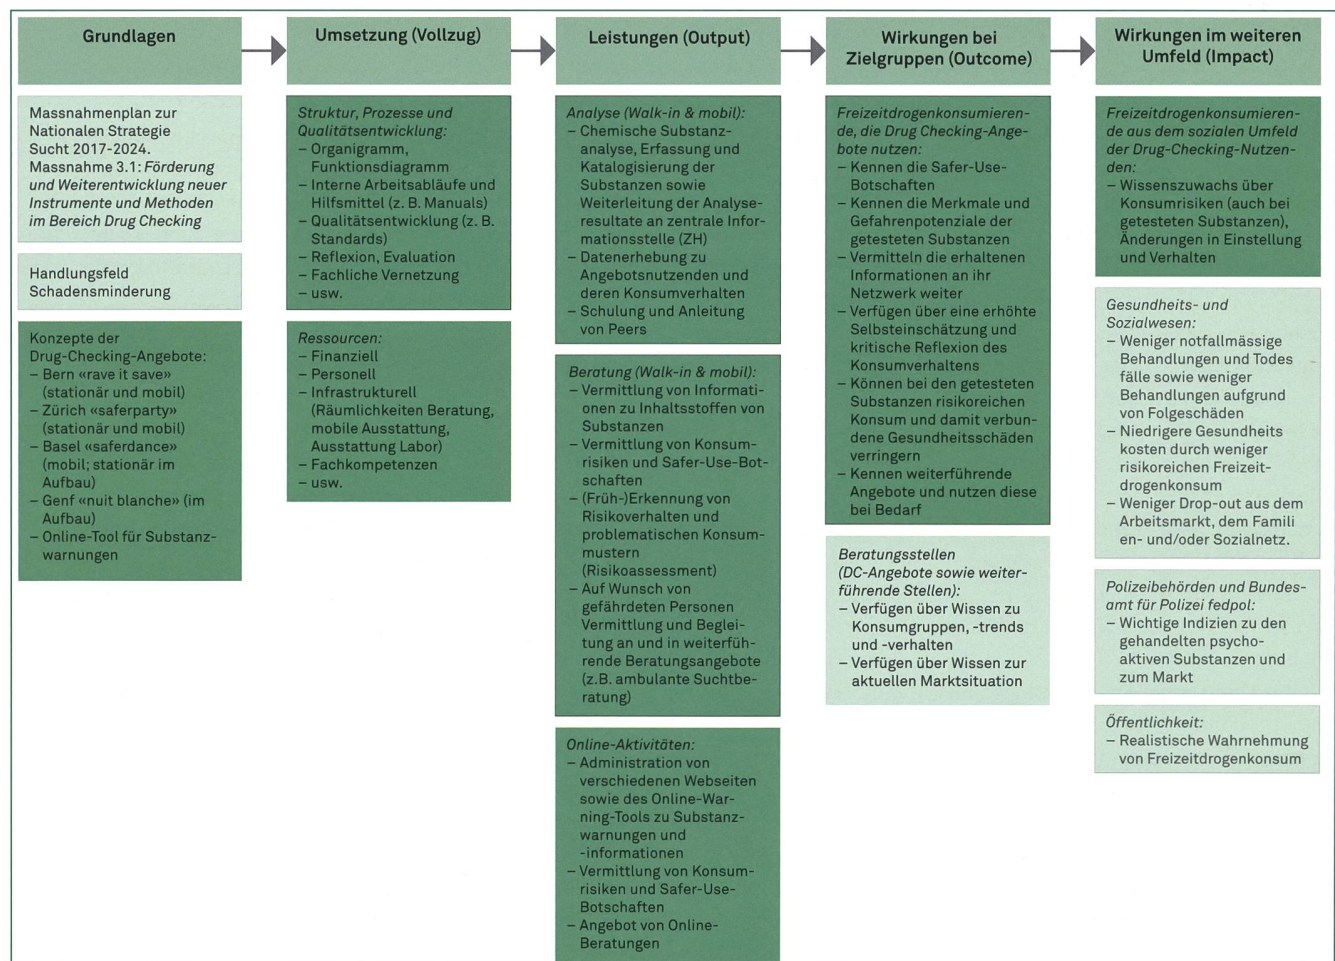 Grundlagen
Massnahmenplan zur
Nationalen Strategie
Sucht 2017-2024.
Massnahme 3.1: Förderung
und Weiterentwicklung neuer
Instrumente und Methoden
im Bereich Drug Checking
Handlungsfeld
Schadensminderung
Konzepte der
Drug-Checking-Angebote:
– Bern «rave it save»
(stationär und mobil)
– Zürich «saferparty»
(stationär und mobil)
– Basel «saferdance»
(mobil; stationär im
Aufbau)
– Genf «nuit blanche» (im
Aufbau)
– Online-Tool für Substanz-
warnungen
Umsetzung (Vollzug)
Struktur, Prozesse und
Qualitätsentwicklung:
– Organigramm,
Funktionsdiagramm
– Interne Arbeitsabläufe und
Hilfsmittel (z. B. Manuals)
– Qualitätsentwicklung (z. B.
Standards)
– Reflexion, Evaluation
– Fachliche Vernetzung
– usw.
Ressourcen:
– Finanziell
– Personell
– Infrastrukturell
(Räumlichkeiten Beratung,
mobile Ausstattung,
Ausstattung Labor)
– Fachkompetenzen
– usw.
Leistungen (Output)
Analyse (Walk-in & mobil):
– Chemische Substanz-
analyse, Erfassung und
Katalogisierung der
Substanzen sowie
Weiterleitung der Analyse-
resultate an zentrale Infor-
mationsstelle (ZH)
– Datenerhebung zu
Angebotsnutzenden und
deren Konsumverhalten
– Schulung und Anleitung
von Peers
Beratung (Walk-in & mobil):
– Vermittlung von Informati-
onen zu Inhaltsstoffen von
Substanzen
– Vermittlung von Konsum-
risiken und Safer-Use-Bot-
schaften
– (Früh-)Erkennung von
Risikoverhalten und
problematischen Konsum-
mustern
(Risikoassessment)
– Auf Wunsch von
gefährdeten Personen
Vermittlung und Beglei-
tung an und in weiterfüh-
rende Beratungsangebote
(z.B. ambulante Suchtbe-
ratung)
Online-Aktivitäten:
– Administration von
verschiedenen Webseiten
sowie des Online-War-
ning-Tools zu Substanz-
warnungen und
-informationen
– Vermittlung von Konsum-
risiken und Safer-Use-
Botschaften
– Angebot von Online-
Beratungen
Wirkungen bei
Zielgruppen (Outcome)
Freizeitdrogenkonsumieren-
de, die Drug Checking-Ange-
bote nutzen:
– Kennen die Safer-Use-
Botschaften
– Kennen die Merkmale und
Gefahrenpotenziale der
getesteten Substanzen
– Vermitteln die erhaltenen
Informationen an ihr
Netzwerk weiter
– Verfügen über eine erhöhte
Selbsteinschätzung und
kritische Reflexion des
Konsumverhaltens
– Können bei den getesteten
Substanzen risikoreichen
Konsum und damit verbun-
dene Gesundheitsschäden
verringern
– Kennen weiterführende
Angebote und nutzen diese
bei Bedarf
Beratungsstellen
(DC-Angebote sowie weiter-
führende Stellen):
– Verfügen über Wissen zu
Konsumgruppen, -trends
und -verhalten
– Verfügen über Wissen zur
aktuellen Marktsituation
Wirkungen im weiteren
Umfeld (Impact)
Freizeitdrogenkonsumieren-
de aus dem sozialen Umfeld
der Drug-Checking-Nutzen-
den:
– Wissenszuwachs über
Konsumrisiken (auch bei
getesteten Substanzen),
Änderungen in Einstellung
und Verhalten
Gesundheits- und
Sozialwesen:
– Weniger notfallmässige
Behandlungen und Todes
fälle sowie weniger
Behandlungen aufgrund
von Folgeschäden
– Niedrigere Gesundheits
kosten durch weniger
risikoreichen Freizeit-
drogenkonsum
– Weniger Drop-out aus dem
Arbeitsmarkt, dem Famili
en- und/oder Sozialnetz.
Polizeibehörden und Bundes-
amt für Polizei fedpol:
– Wichtige Indizien zu den
gehandelten psycho-
aktiven Substanzen und
zum Markt
Öffentlichkeit:
– Realistische Wahrnehmung
von Freizeitdrogenkonsum